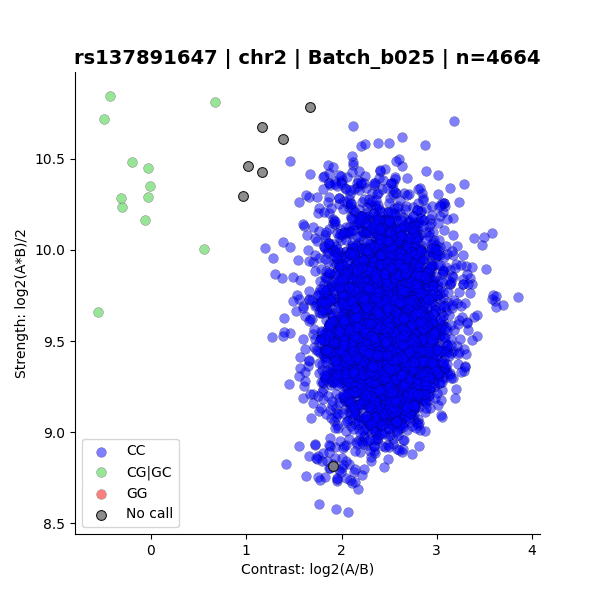 rs137891647 | chr2 | Batch_b025 | n=4664
Strength: log2(A*B)/2
10.5
10.0
9.5
9.0
8.5
CC
CG|GC
GG
No call
0 1 2 3 4
Contrast: log2(A/B)